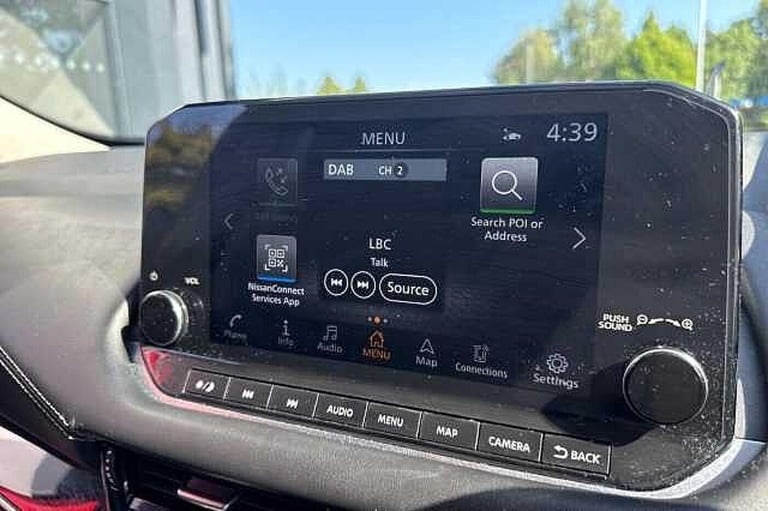 MENU
4:39
DAB CH 2
Search POI or
Address
LBC
Talk
Source
NissanConnect
Services App
VOL
PUSH
SOUND
Phone
Info
Audio
MENU
Map
Connections
Settings
AUDIO
MENU
MAP
CAMERA
BACK